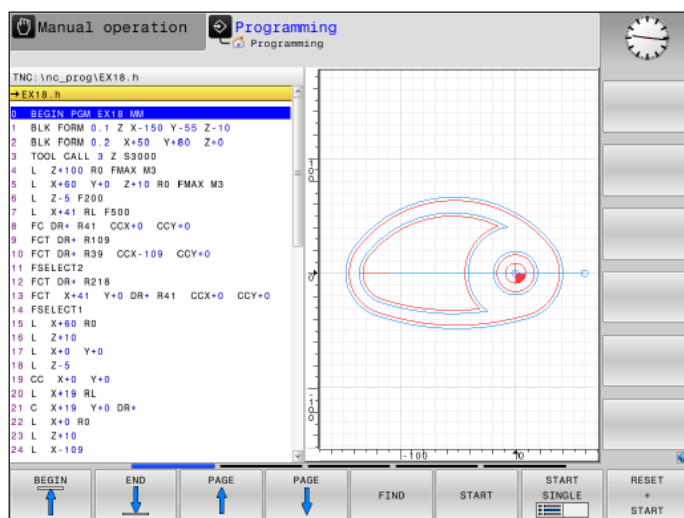 Manual operation
Programming
Programming
TNC:\nc_prog\EX18.h
→EX18.h
0 BEGIN PGM EX18 MM
1 BLK FORM 0.1 Z X-150 Y-55 Z-10
2 BLK FORM 0.2 X+50 Y+80 Z+0
3 TOOL CALL 3 Z S3000
4 L Z+100 R0 FMAX M3
5 L X+60 Y+0 Z+10 R0 FMAX M3
6 L Z-5 F200
7 L X+41 RL F500
8 FC DR+ R41 CCX+0 CCY+0
9 FCT DR+ R109
10 FCT DR+ R39 CCX-109 CCY+0
11 FSELECT2
12 FCT DR+ R218
13 FCT X+41 Y+0 DR+ R41 CCX+0 CCY+0
14 FSELECT1
15 L X+60 R0
16 L Z+10
17 L X+0 Y+0
18 L Z-5
19 CC X+0 Y+0
20 L X+19 RL
21 C X+19 Y+0 DR+
22 L X+0 R0
23 L Z+10
24 L X-109
100
0
-100
-100
0
BEGIN
END
PAGE
PAGE
FIND
START
START
SINGLE
RESET
+
START